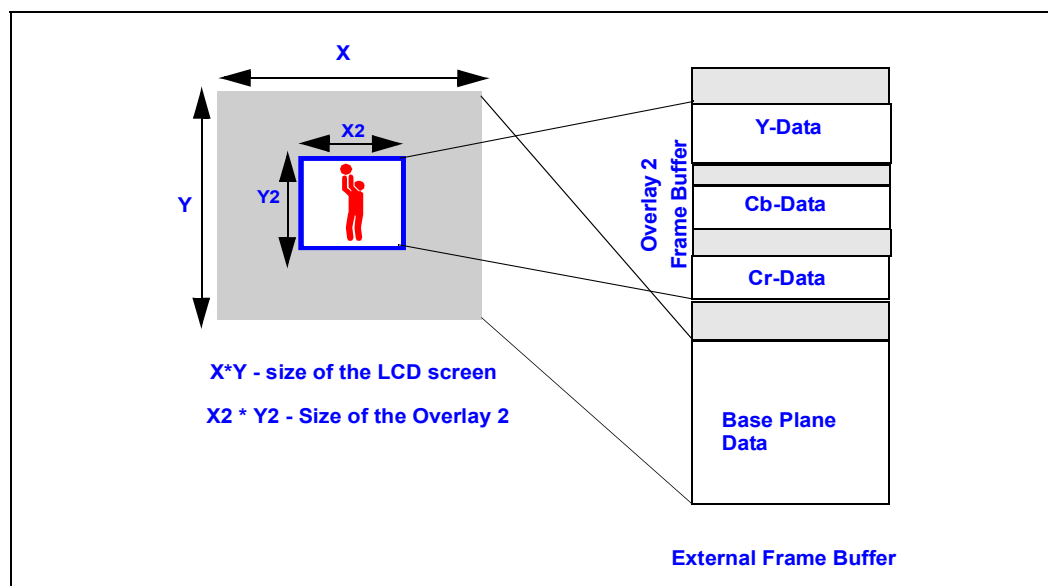 X
X2
Y
Y2
X*Y - size of the LCD screen
X2 * Y2 - Size of the Overlay 2
Overlay 2
Frame Buffer
Y-Data
Cb-Data
Cr-Data
Base Plane
Data
External Frame Buffer